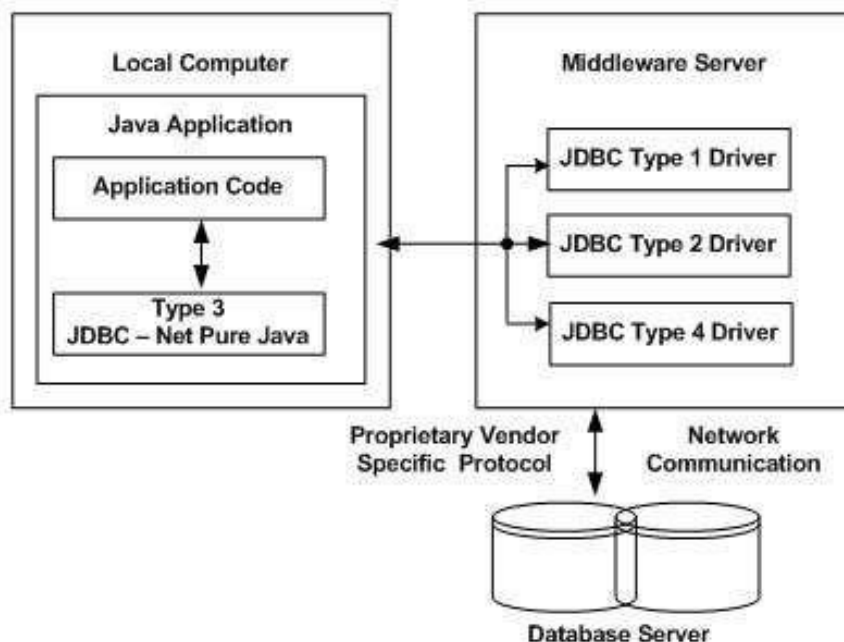 Local Computer
Java Application
Application Code
Type 3
JDBC – Net Pure Java
Middleware Server
JDBC Type 1 Driver
JDBC Type 2 Driver
JDBC Type 4 Driver
Proprietary Vendor
Specific Protocol
Network
Communication
Database Server